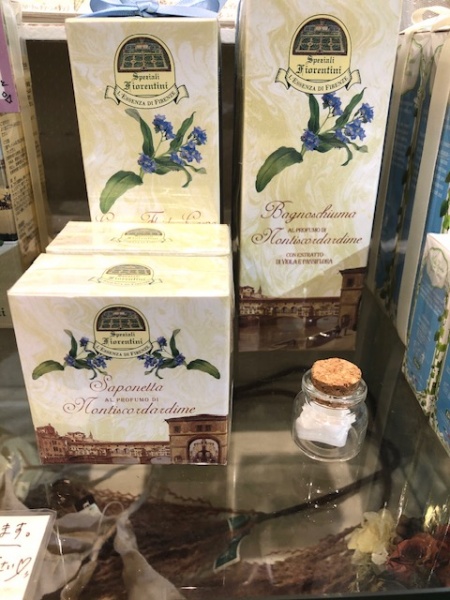 Speziali
Fiorentini
L'ESSENZA DI FIRENZE
Speziali
Fiorentini
L'ESSENZA DI FIRENZE
Bagnoschiuma
AL PROFUMO DI
Nontiscordardime
CON ESTRATTO
DI VIOLA E PASSIFLORA
Speziali
Fiorentini
L'ESSENZA DI FIRENZE
Saponetta
AL PROFUMO DI
Nontiscordardime
ます。